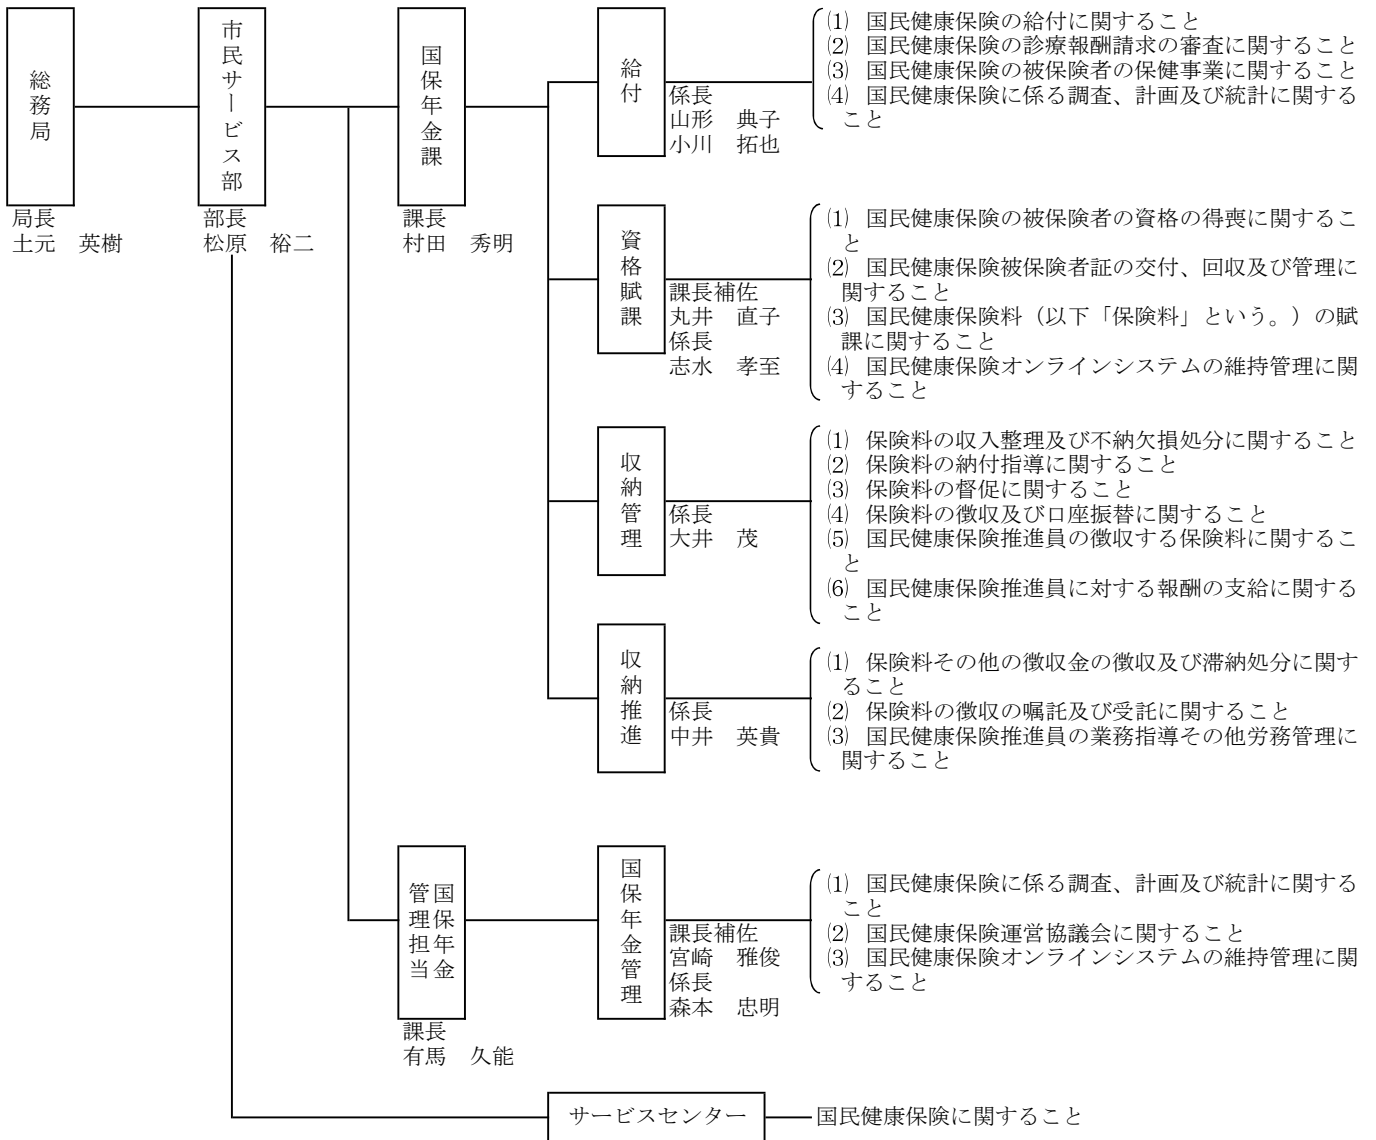 総務局
局長
土元　英樹
市民サービス部
部長
松原　裕二
国保年金課
課長
村田　秀明
給付
係長
山形　典子
小川　拓也
⑴ 国民健康保険の給付に関すること
⑵ 国民健康保険の診療報酬請求の審査に関すること
⑶ 国民健康保険の被保険者の保健事業に関すること
⑷ 国民健康保険に係る調査、計画及び統計に関する
こと
資格賦課
課長補佐
丸井　直子
係長
志水　孝至
⑴ 国民健康保険の被保険者の資格の得喪に関するこ
と
⑵ 国民健康保険被保険者証の交付、回収及び管理に
関すること
⑶ 国民健康保険料（以下「保険料」という。）の賦
課に関すること
⑷ 国民健康保険オンラインシステムの維持管理に関
すること
収納管理
係長
大井　茂
⑴ 保険料の収入整理及び不納欠損処分に関すること
⑵ 保険料の納付指導に関すること
⑶ 保険料の督促に関すること
⑷ 保険料の徴収及び口座振替に関すること
⑸ 国民健康保険推進員の徴収する保険料に関するこ
と
⑹ 国民健康保険推進員に対する報酬の支給に関する
こと
収納推進
係長
中井　英貴
⑴ 保険料その他の徴収金の徴収及び滞納処分に関す
ること
⑵ 保険料の徴収の嘱託及び受託に関すること
⑶ 国民健康保険推進員の業務指導その他労務管理に
関すること
国保年金
管理担当
課長
有馬　久能
国保年金管理
課長補佐
宮崎　雅俊
係長
森本　忠明
⑴ 国民健康保険に係る調査、計画及び統計に関する
こと
⑵ 国民健康保険運営協議会に関すること
⑶ 国民健康保険オンラインシステムの維持管理に関
すること
サービスセンター
国民健康保険に関すること